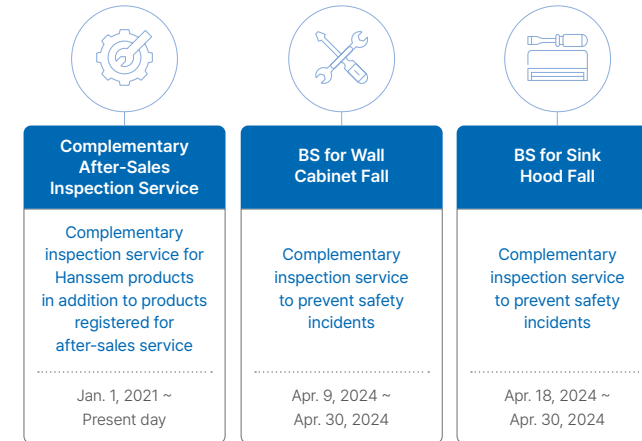 Complementary
After-Sales
Inspection Service
Complementary
inspection service for
Hanssem products
in addition to products
registered for
after-sales service
Jan. 1, 2021 ~
Present day
BS for Wall
Cabinet Fall
Complementary
inspection service
to prevent safety
incidents
Apr. 9, 2024 ~
Apr. 30, 2024
BS for Sink
Hood Fall
Complementary
inspection service
to prevent safety
incidents
Apr. 18, 2024 ~
Apr. 30, 2024